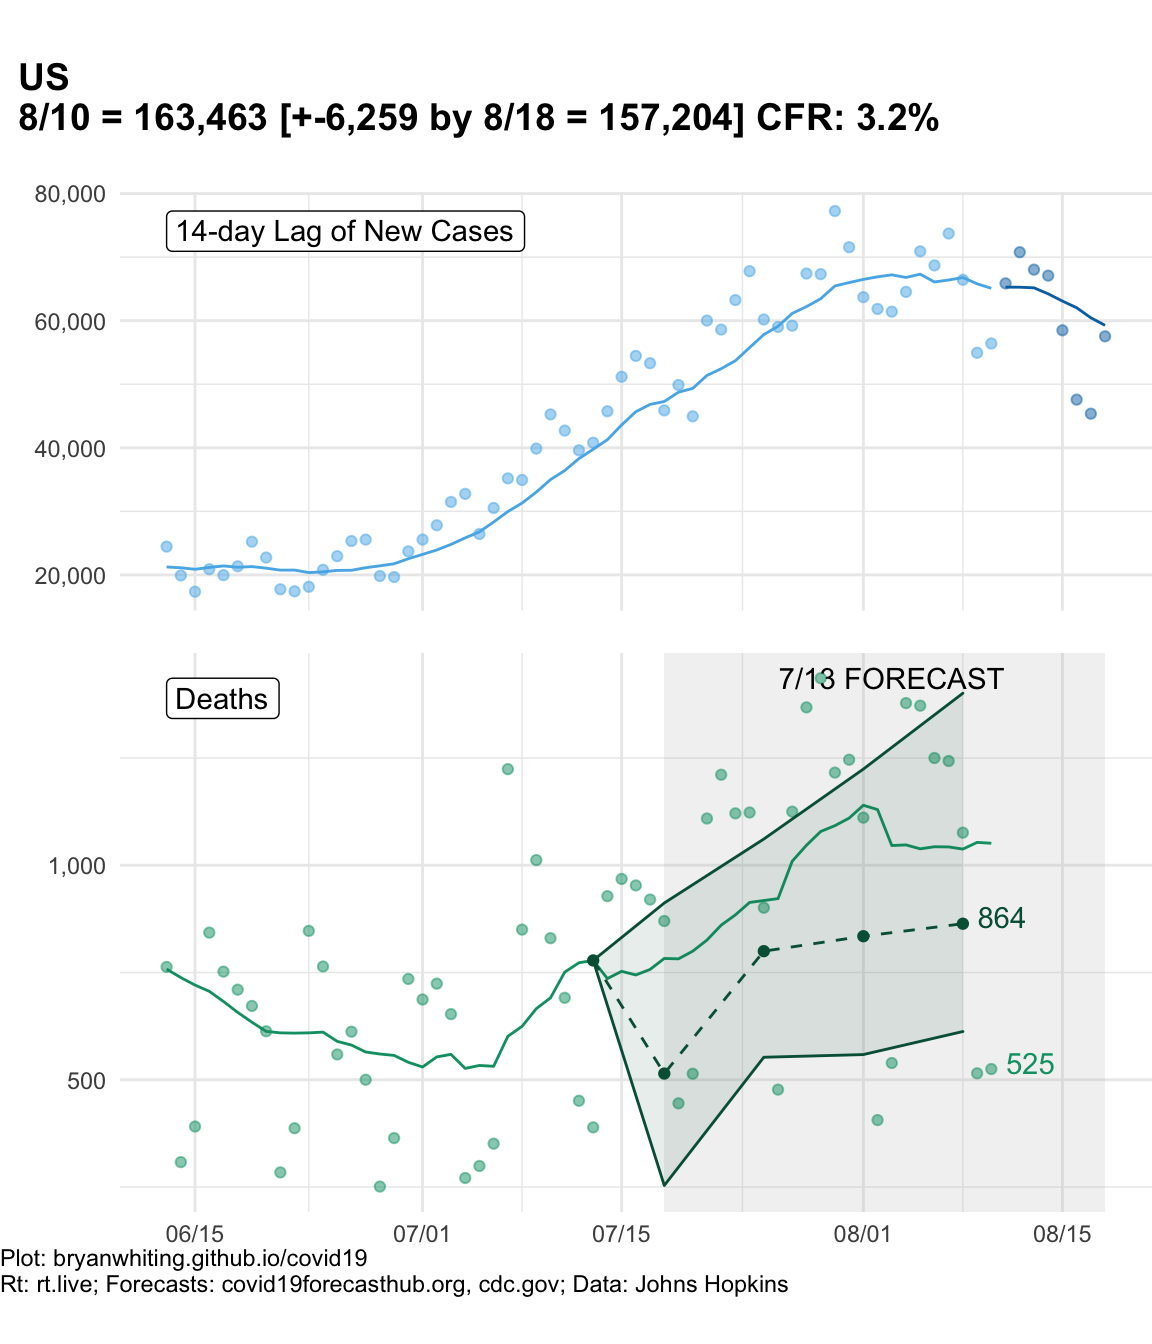 US
8/10 = 163,463 [+-6,259 by 8/18 = 157,204] CFR: 3.2%
80,000
14-day Lag of New Cases
60,000
40,000
20,000
7/13 FORECAST
Deaths
1,000
864
525
500
06/15 07/01 07/15 08/01 08/15
Plot: bryanwhiting.github.io/covid19
Rt: rt.live; Forecasts: covid19forecasthub.org, cdc.gov; Data: Johns Hopkins